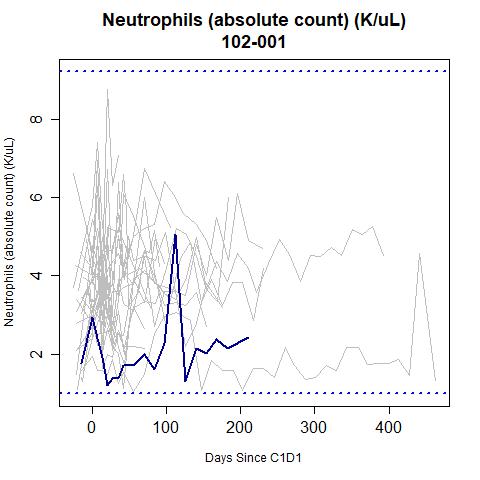 Neutrophils (absolute count) (K/uL)
102-001
Neutrophils (absolute count) (K/uL)
8
6
4
2
0 100 200 300 400
Days Since C1D1